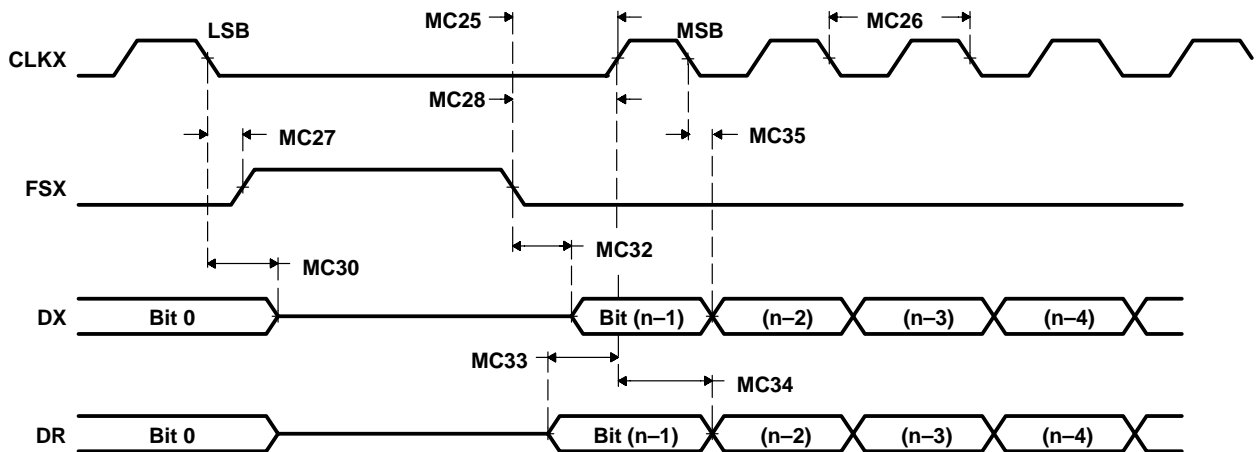 MC25
MC26
LSB
MSB
CLKX
MC28
MC27
MC35
FSX
MC32
MC30
DX
Bit 0
Bit (n–1)
(n–2)
(n–3)
(n–4)
MC33
MC34
DR
Bit 0
Bit (n–1)
(n–2)
(n–3)
(n–4)